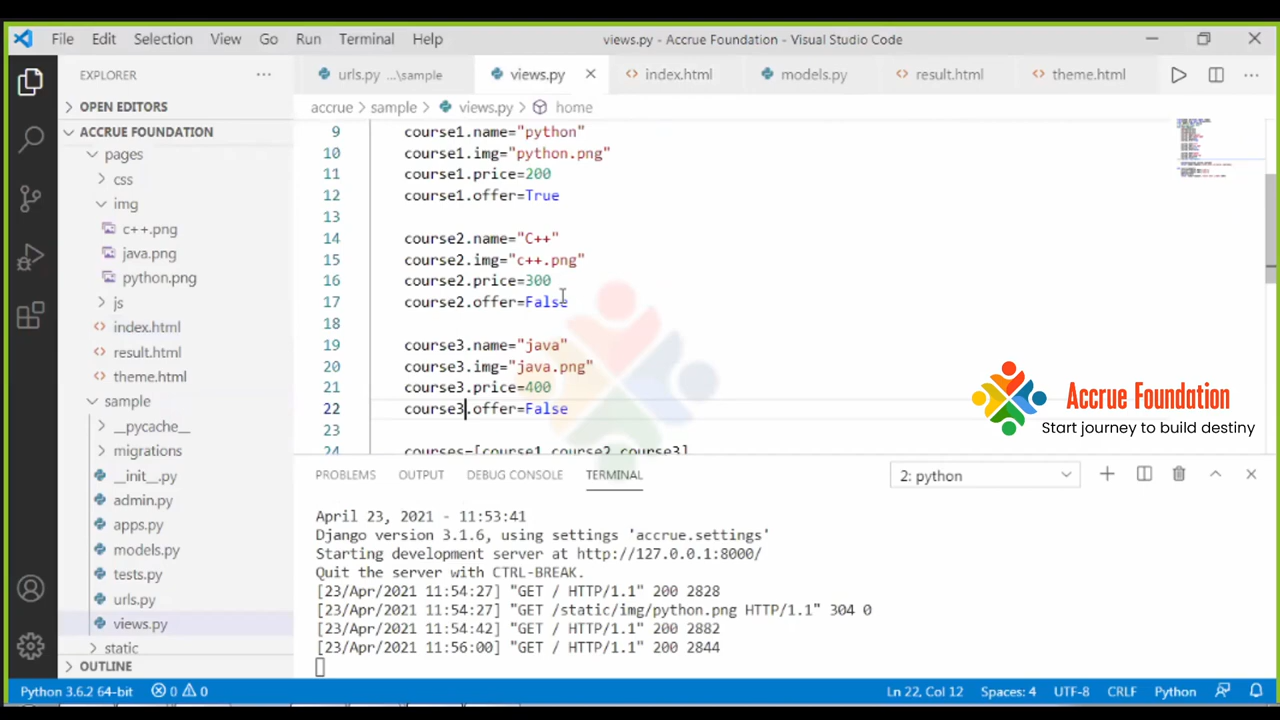 File Edit Selection View Go Run Terminal Help views.py - Accrue Foundation - Visual Studio Code
EXPLORER
OPEN EDITORS
ACCRUE FOUNDATION
pages
css
img
c++.png
java.png
python.png
js
index.html
result.html
theme.html
sample
__pycache__
migrations
__init__.py
admin.py
apps.py
models.py
tests.py
urls.py
views.py
static
OUTLINE
urls.py ...\sample views.py index.html models.py result.html theme.html
accrue > sample > views.py > home
9 course1.name="python"
10 course1.img="python.png"
11 course1.price=200
12 course1.offer=True
13
14 course2.name="C++"
15 course2.img="c++.png"
16 course2.price=300
17 course2.offer=False
18
19 course3.name="java"
20 course3.img="java.png"
21 course3.price=400
22 course3.offer=False
23
24 courses=[course1,course2,course3]
Accrue Foundation
Start journey to build destiny
PROBLEMS OUTPUT DEBUG CONSOLE TERMINAL 2: python
April 23, 2021 - 11:53:41
Django version 3.1.6, using settings 'accrue.settings'
Starting development server at http://127.0.0.1:8000/
Quit the server with CTRL-BREAK.
[23/Apr/2021 11:54:27] "GET / HTTP/1.1" 200 2828
[23/Apr/2021 11:54:27] "GET /static/img/python.png HTTP/1.1" 304 0
[23/Apr/2021 11:54:42] "GET / HTTP/1.1" 200 2882
[23/Apr/2021 11:56:00] "GET / HTTP/1.1" 200 2844
Python 3.6.2 64-bit 0 0 Ln 22, Col 12 Spaces: 4 UTF-8 CRLF Python